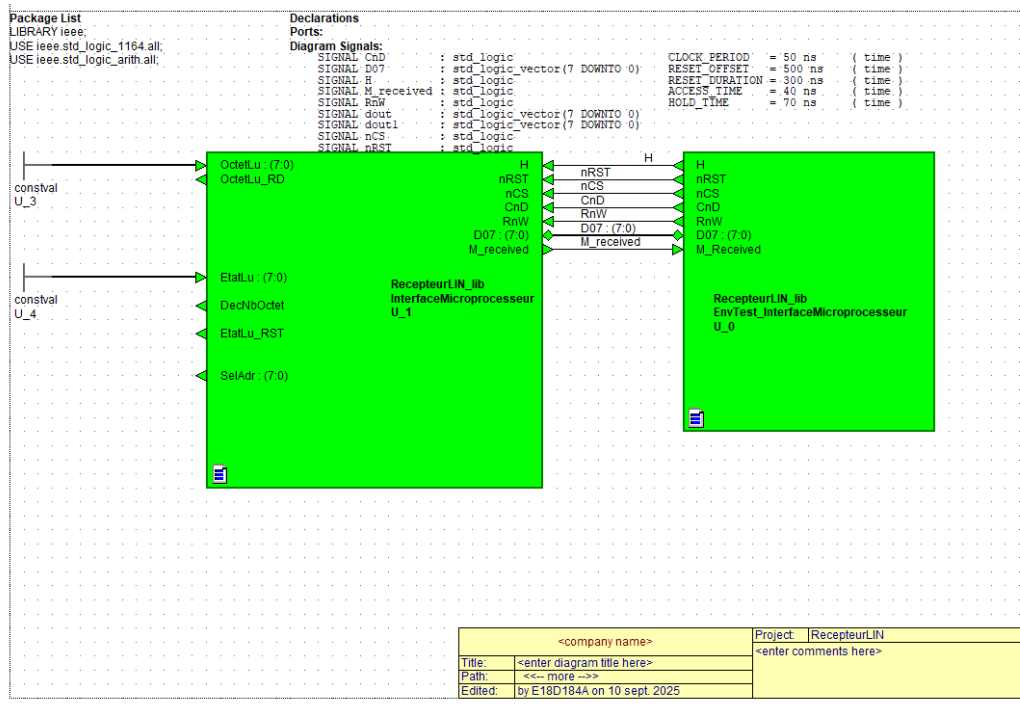 Package List
LIBRARY ieee;
USE ieee.std_logic_1164.all;
USE ieee.std_logic_arith.all;
Declarations
Ports:
Diagram Signals:
SIGNAL CnD : std_logic
SIGNAL D07 : std_logic_vector(7 DOWNTO 0)
SIGNAL H : std_logic
SIGNAL M_received : std_logic
SIGNAL RnW : std_logic
SIGNAL dout : std_logic_vector(7 DOWNTO 0)
SIGNAL dout1 : std_logic_vector(7 DOWNTO 0)
SIGNAL nCS : std_logic
SIGNAL nRST : std_logic
CLOCK_PERIOD = 50 ns ( time )
RESET_OFFSET = 500 ns ( time )
RESET_DURATION = 300 ns ( time )
ACCESS_TIME = 40 ns ( time )
HOLD_TIME = 70 ns ( time )
constval
U_3
constval
U_4
OctetLu : (7:0)
OctetLu_RD
EtatLu : (7:0)
DecNbOctet
EtatLu_RST
SelAdr : (7:0)
H
nRST
nCS
CnD
RnW
D07 : (7:0)
M_received
RecepteurLIN_lib
InterfaceMicroprocesseur
U_1
H
nRST
nCS
CnD
RnW
D07 : (7:0)
M_received
H
nRST
nCS
CnD
RnW
D07 : (7:0)
M_Received
RecepteurLIN_lib
EnvTest_InterfaceMicroprocesseur
U_0
<company name>
Title: <enter diagram title here>
Path: <<-- more -->>
Edited: by E18D184A on 10 sept. 2025
Project: RecepteurLIN
<enter comments here>